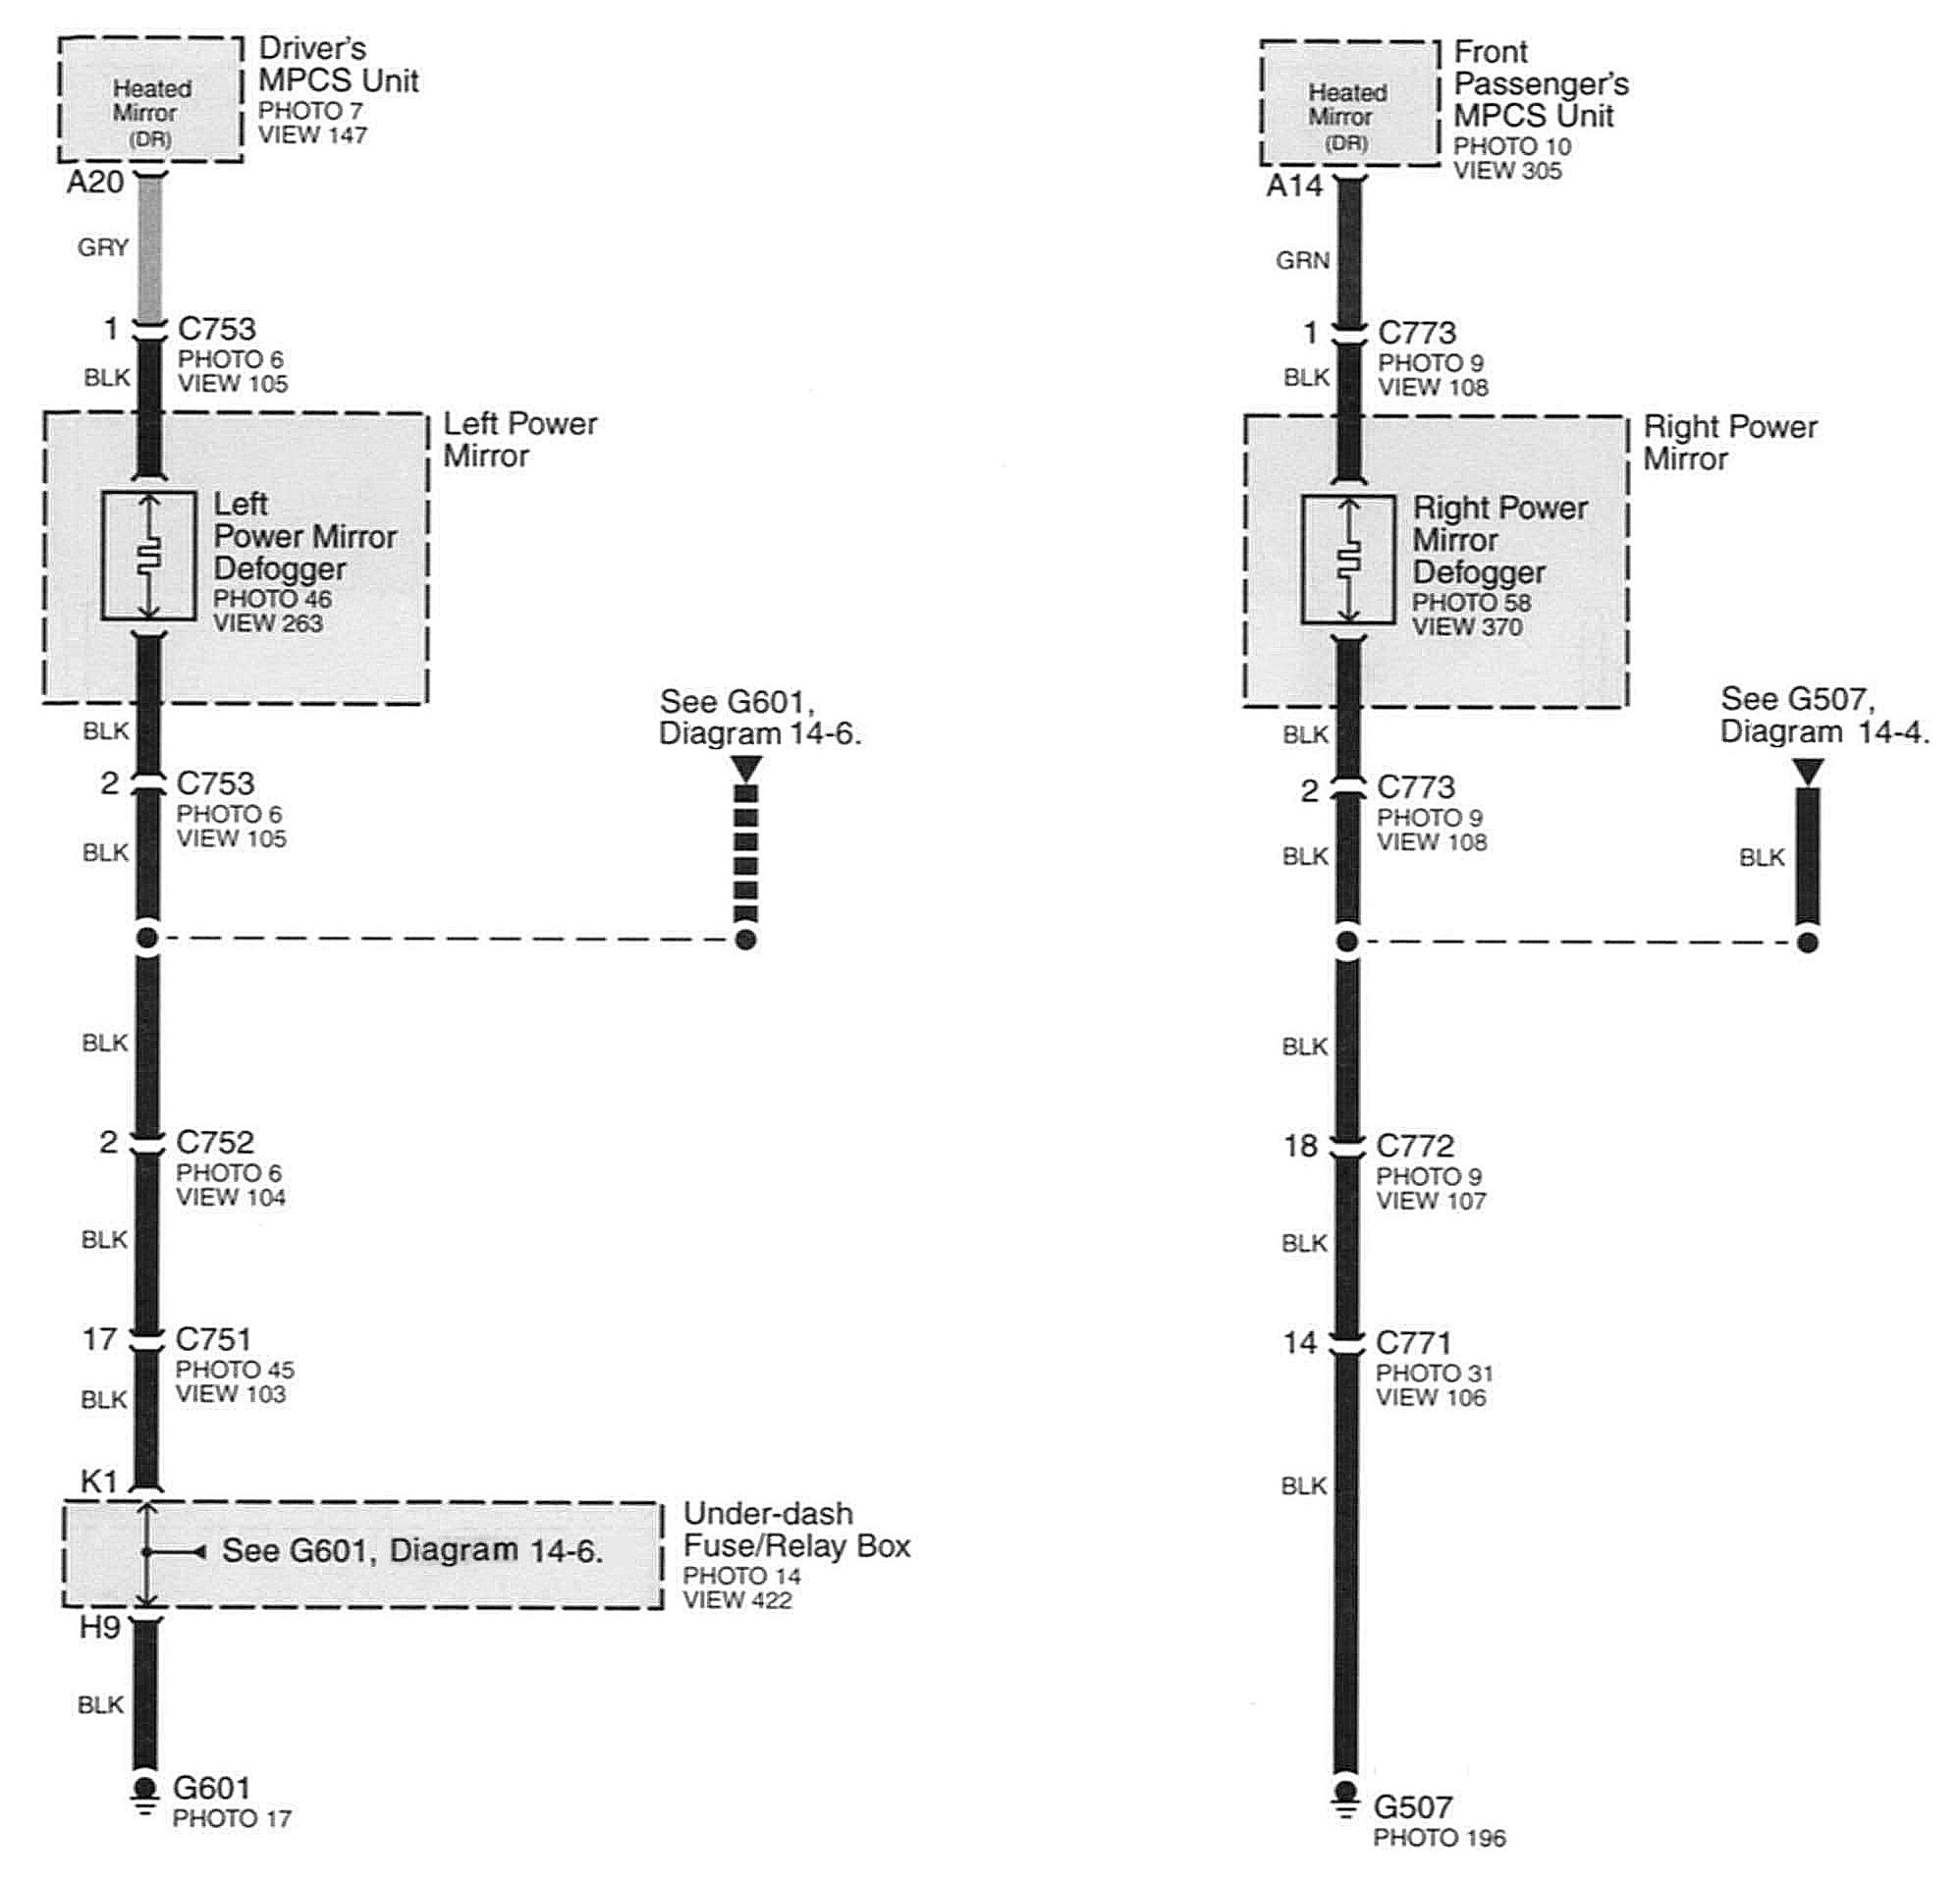 Driver's
MPCS Unit
PHOTO 7
VIEW 147
Heated
Mirror
(DR)
A20
GRY
1
C753
PHOTO 6
VIEW 105
BLK
Left Power
Mirror
Left
Power Mirror
Defogger
PHOTO 46
VIEW 263
BLK
2
C753
PHOTO 6
VIEW 105
BLK
See G601,
Diagram 14-6.
BLK
2
C752
PHOTO 6
VIEW 104
BLK
17
C751
PHOTO 45
VIEW 103
BLK
K1
See G601, Diagram 14-6.
Under-dash
Fuse/Relay Box
PHOTO 14
VIEW 422
H9
BLK
G601
PHOTO 17
Front
Passenger's
MPCS Unit
PHOTO 10
VIEW 305
Heated
Mirror
(DR)
A14
GRN
1
C773
PHOTO 9
VIEW 108
BLK
Right Power
Mirror
Right Power
Mirror
Defogger
PHOTO 58
VIEW 370
BLK
2
C773
PHOTO 9
VIEW 108
BLK
See G507,
Diagram 14-4.
BLK
BLK
18
C772
PHOTO 9
VIEW 107
BLK
14
C771
PHOTO 31
VIEW 106
BLK
G507
PHOTO 196